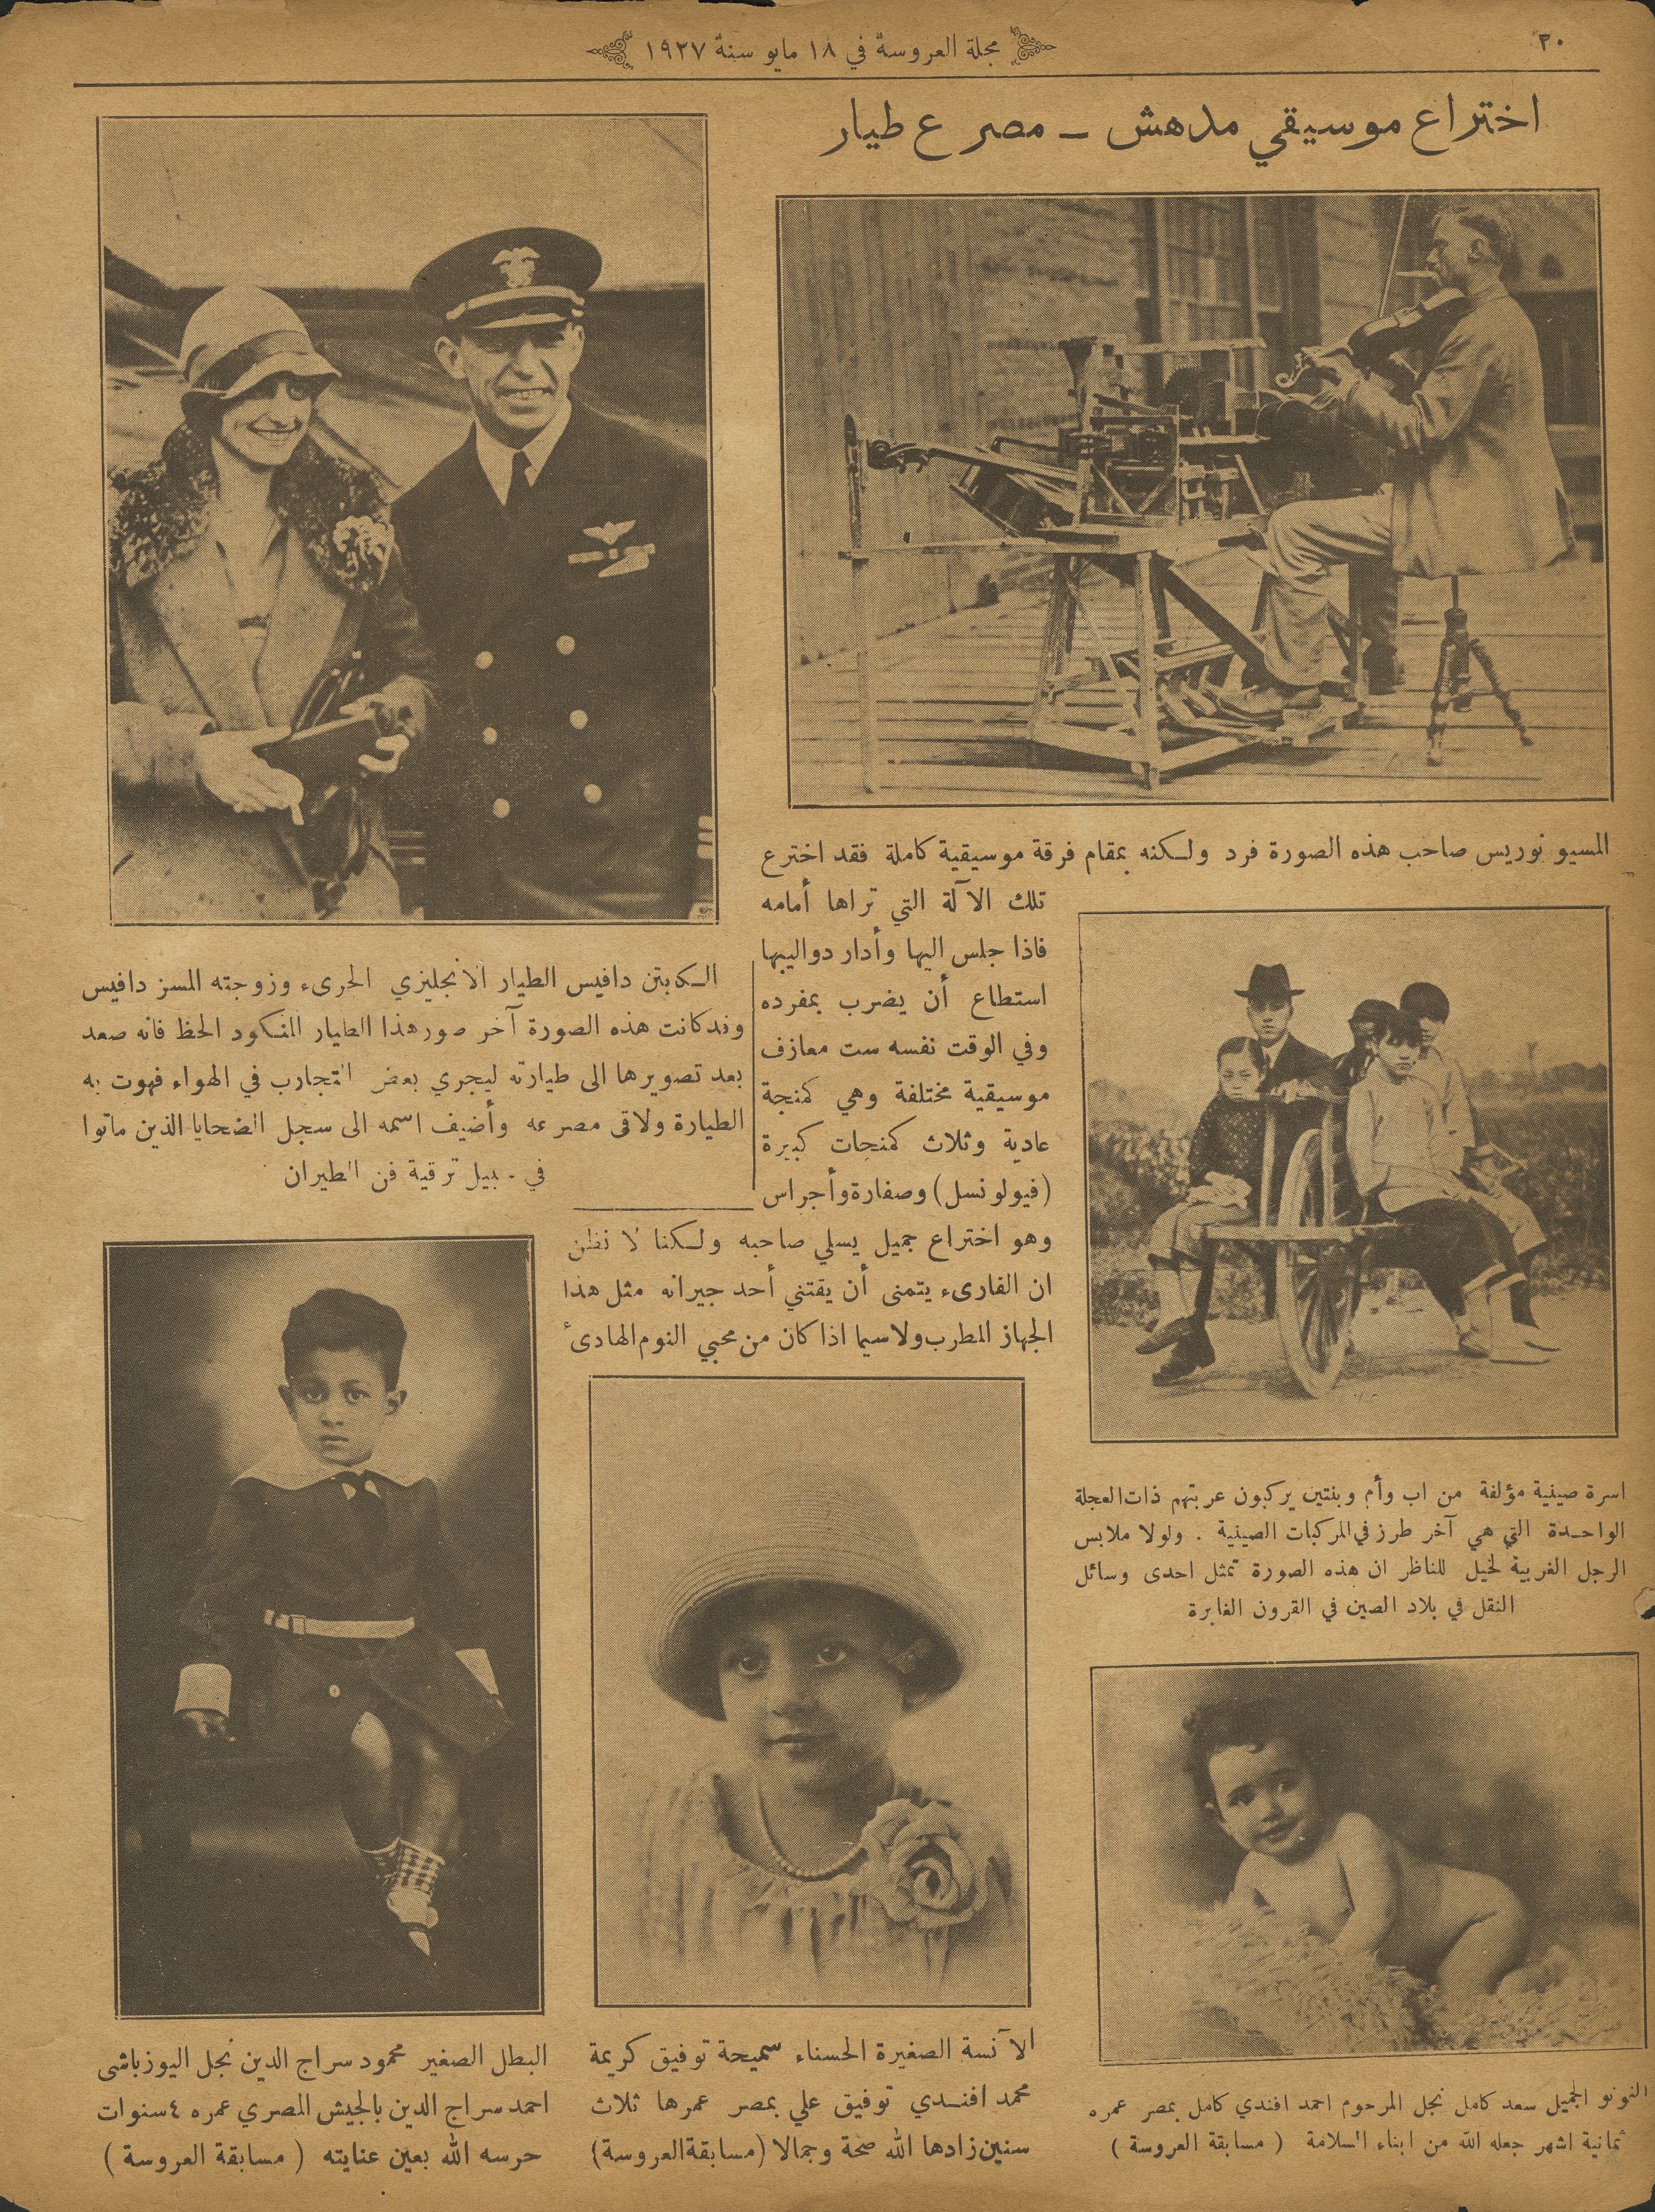 ٣٠
مجلة العروسة في ١٨ مايو سنة ١٩٢٧
اختراع موسيقي مدهش – مصرع طيار
المسيو نوريس صاحب هذه الصورة فرد ولكنه بمقام فرقة موسيقية كاملة فقد اخترع
تلك الآلة التي تراها أمامه
فاذا جلس اليها وأدار دواليبها
استطاع أن يضرب بمفرده
وفي الوقت نفسه ست معازف
موسيقية مختلفة وهي كمنجة
عادية وثلاث كمنجات كبيرة
(فيولونسل) وصفارة وأجراس
وهو اختراع جميل يسلي صاحبه ولكنا لا نظن
ان القارىء يتمنى أن يقتني أحد جيرانه مثل هذا
الجهاز المطرب ولاسيما اذا كان من محبي النوم الهادىء
الكبتن دافيس الطيار الانجليزي الجرىء وزوجته المسز دافيس
وقد كانت هذه الصورة آخر صور هذا الطيار المنكود الحظ فانه صعد
بعد تصويرها الى طيارته ليجري بعض التجارب في الهواء فهوت به
الطيارة ولاقى مصرعه وأضيف اسمه الى سجل الضحايا الذين ماتوا
في سبيل ترقية فن الطيران
اسرة صينية مؤلفة من اب وأم وبنتين يركبون عربتهم ذات العجلة
الواحدة التي هي آخر طرز في المركبات الصينية . ولولا ملابس
الرجل الغربية لخيل للناظر ان هذه الصورة تمثل احدى وسائل
النقل في بلاد الصين في القرون الغابرة
النونو الجميل سعد كامل نجل المرحوم احمد افندي كامل بمصر عمره
ثمانية اشهر جعله الله من ابناء السلامة ( مسابقة العروسة )
الآنسة الصغيرة الحسناء سميحة توفيق كريمة
محمد افندي توفيق علي بمصر عمرها ثلاث
سنين زادها الله صحة وجمالا (مسابقة العروسة)
البطل الصغير محمود سراج الدين نجل اليوزباشى
احمد سراج الدين بالجيش المصري عمره ٤ سنوات
حرسه الله بعين عنايته ( مسابقة العروسة )